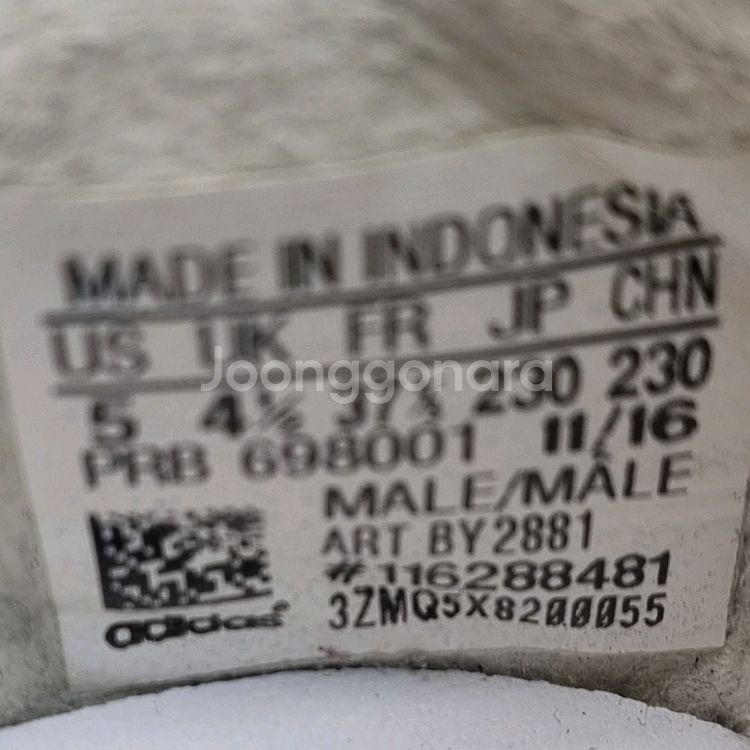 MADE IN INDONESIA
US UK FR JP CHN
5 4½ 37⅓ 230 230
PRB 698001 11/16
MALE/MÂLE
ART BY2881
#116288481
3ZMQ5X8200055
adidas
Joonggonara